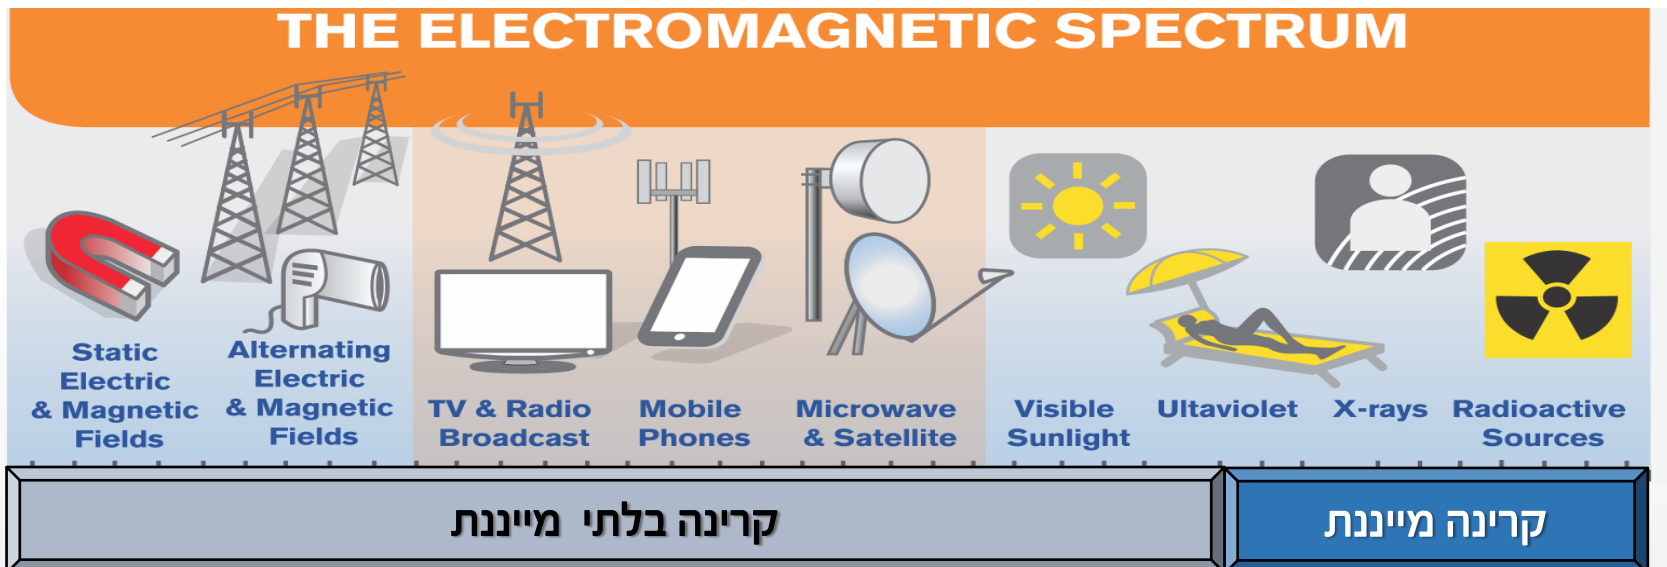 THE ELECTROMAGNETIC SPECTRUM
Static
Electric
& Magnetic
Fields
Alternating
Electric
& Magnetic
Fields
TV & Radio
Broadcast
Mobile
Phones
Microwave
& Satellite
Visible
Sunlight
Ultaviolet
X-rays
Radioactive
Sources
קרינה בלתי מייננת
קרינה מייננת